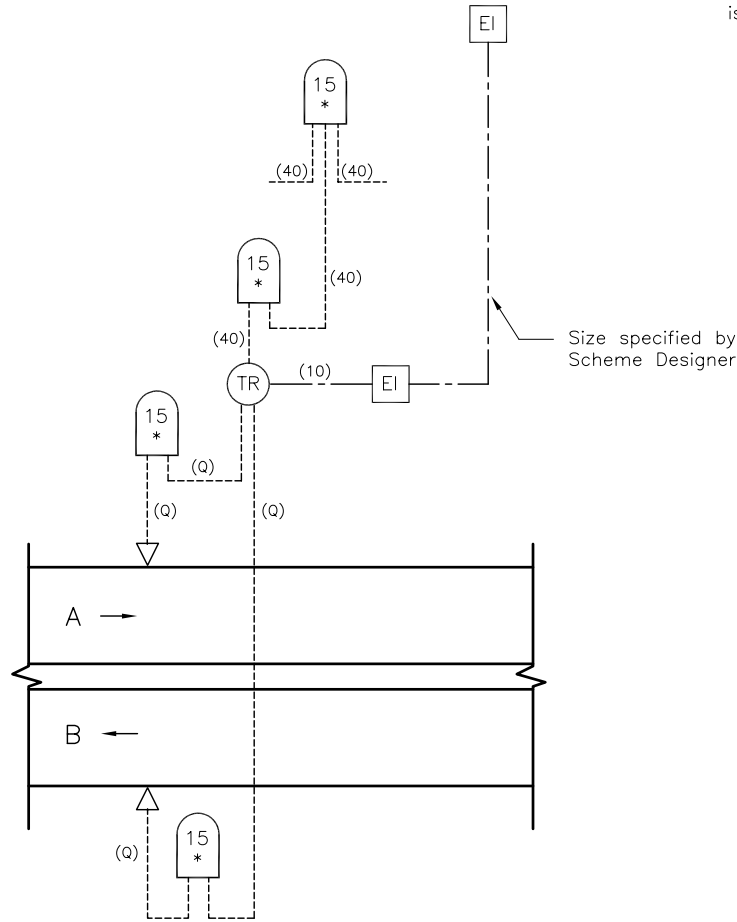 EI
is
15
*
(40)
(40)
15
*
(40)
(40)
Size specified by
Scheme Designer
TR
(10)
EI
15
*
(Q)
(Q)
(Q)
A
B
15
*
(Q)